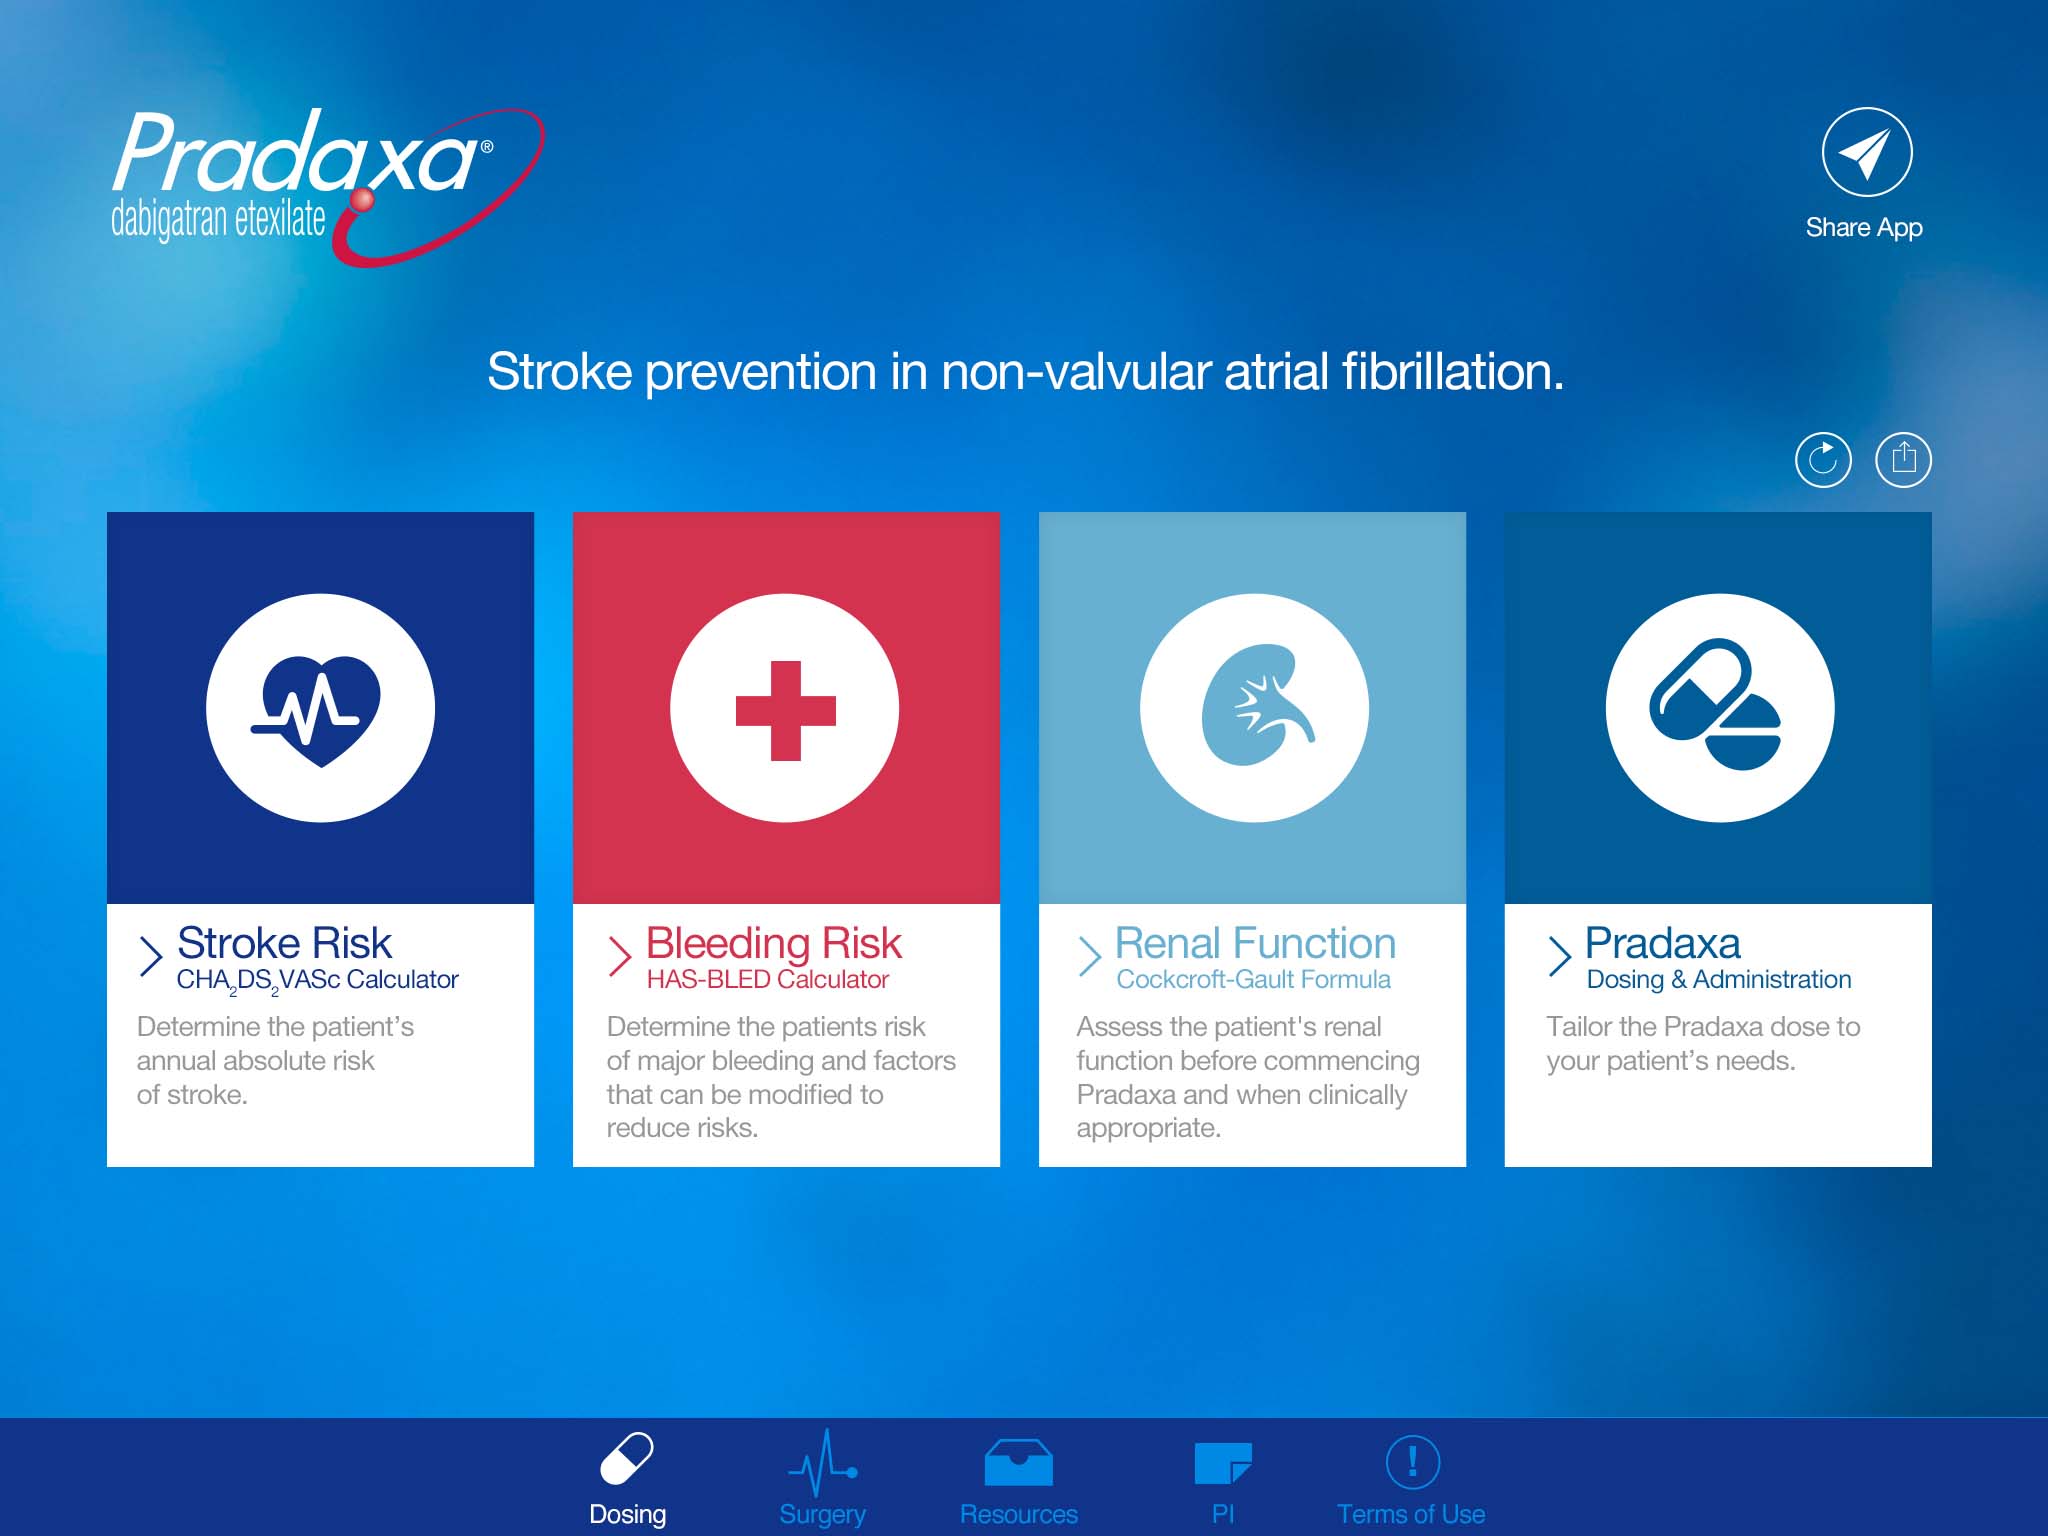 Pradaxa®
dabigatran etexilate
Share App
Stroke prevention in non-valvular atrial fibrillation.
Stroke Risk
CHA₂DS₂VASc Calculator
Determine the patient’s
annual absolute risk
of stroke.
Bleeding Risk
HAS-BLED Calculator
Determine the patients risk
of major bleeding and factors
that can be modified to
reduce risks.
Renal Function
Cockcroft-Gault Formula
Assess the patient's renal
function before commencing
Pradaxa and when clinically
appropriate.
Pradaxa
Dosing & Administration
Tailor the Pradaxa dose to
your patient’s needs.
Dosing
Surgery
Resources
PI
Terms of Use